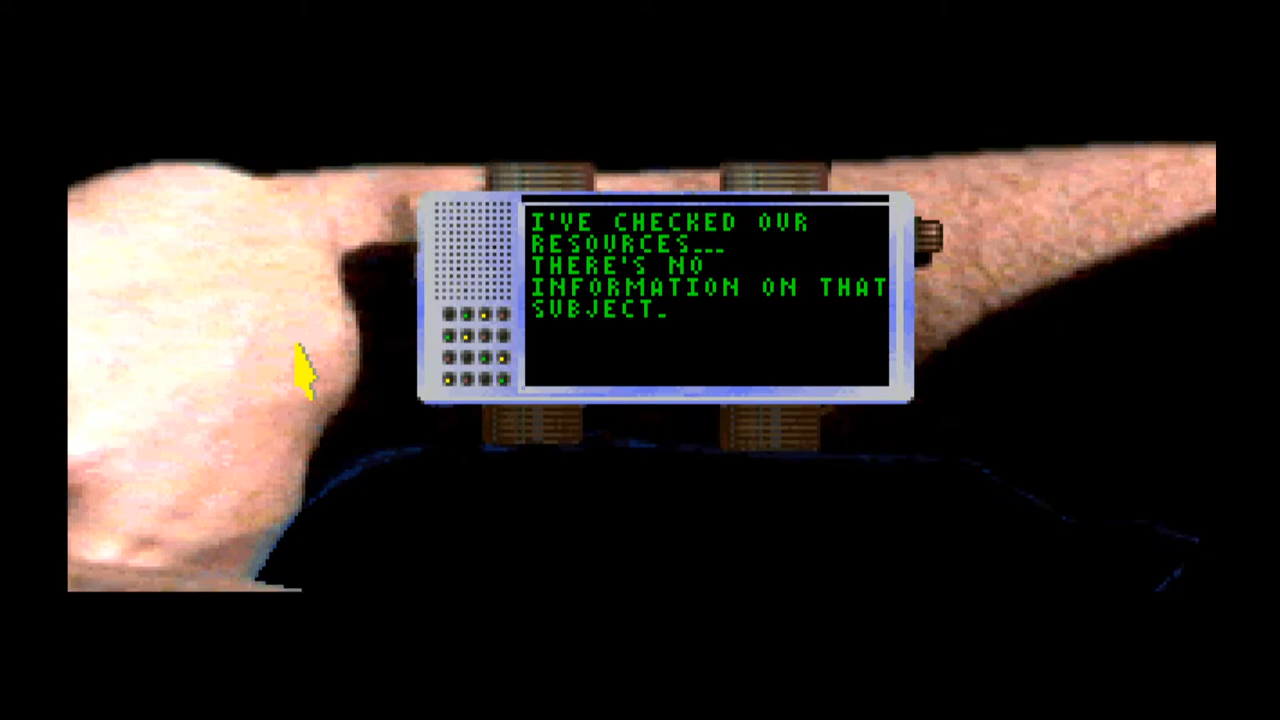 I'VE CHECKED OUR
RESOURCES...
THERE'S NO
INFORMATION ON THAT
SUBJECT.